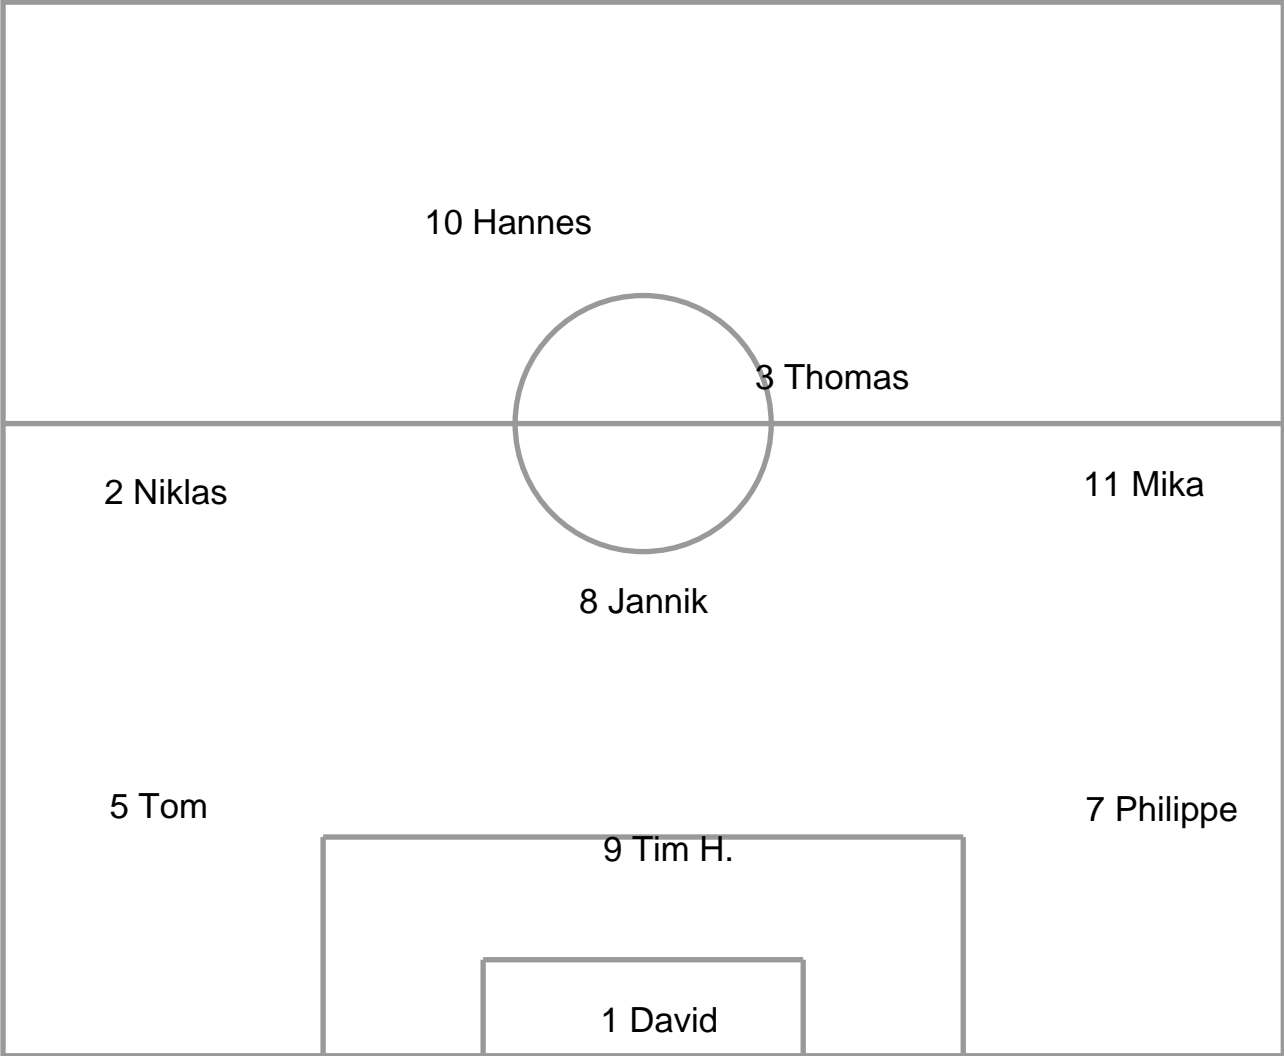 10 Hannes
3 Thomas
2 Niklas
11 Mika
8 Jannik
5 Tom
7 Philippe
9 Tim H.
1 David